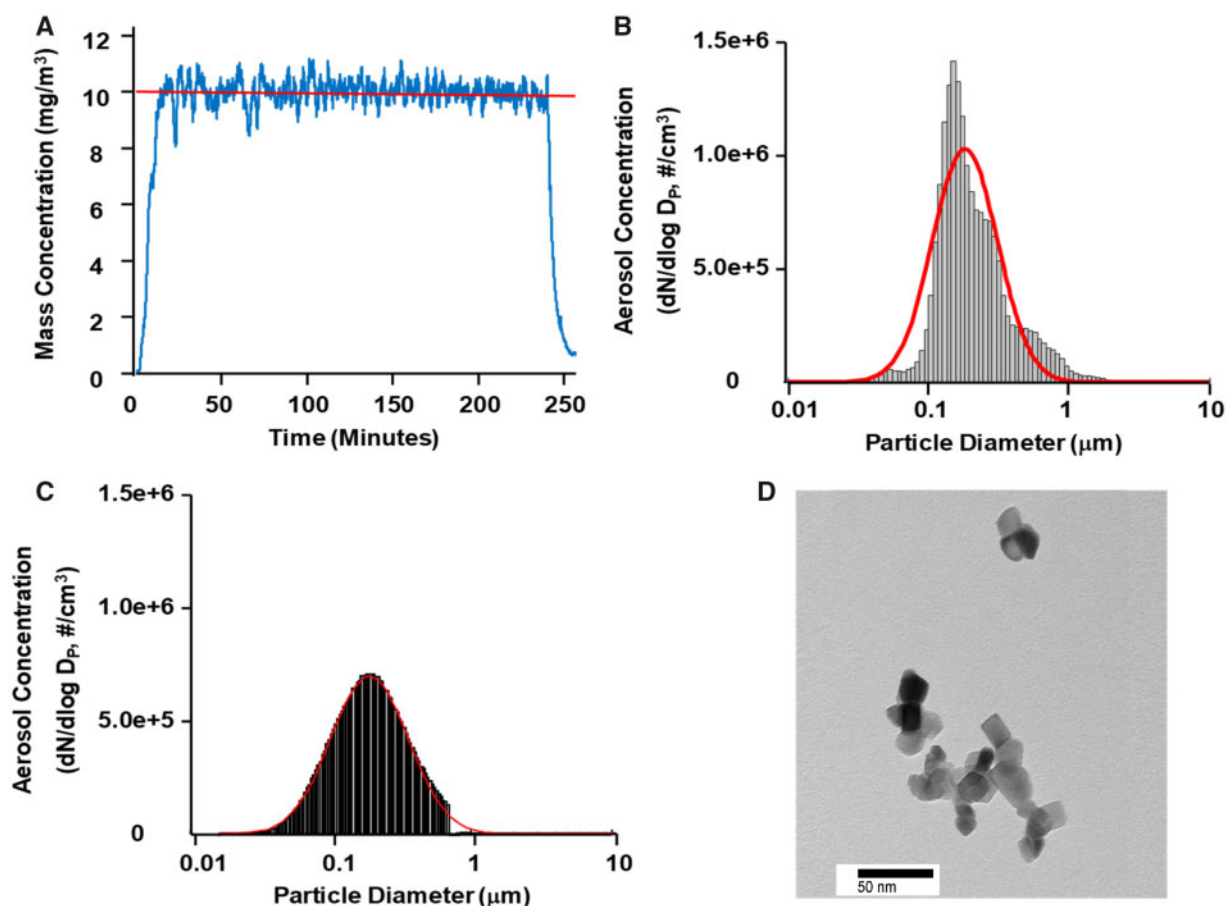 A
Mass Concentration (mg/m³)
12
10
8
6
4
2
0
0 50 100 150 200 250
Time (Minutes)
B
Aerosol Concentration
(dN/dlog D_P, #/cm³)
1.5e+6
1.0e+6
5.0e+5
0
0.01 0.1 1 10
Particle Diameter (μm)
C
Aerosol Concentration
(dN/dlog D_P, #/cm³)
1.5e+6
1.0e+6
5.0e+5
0
0.01 0.1 1 10
Particle Diameter (μm)
D
50 nm